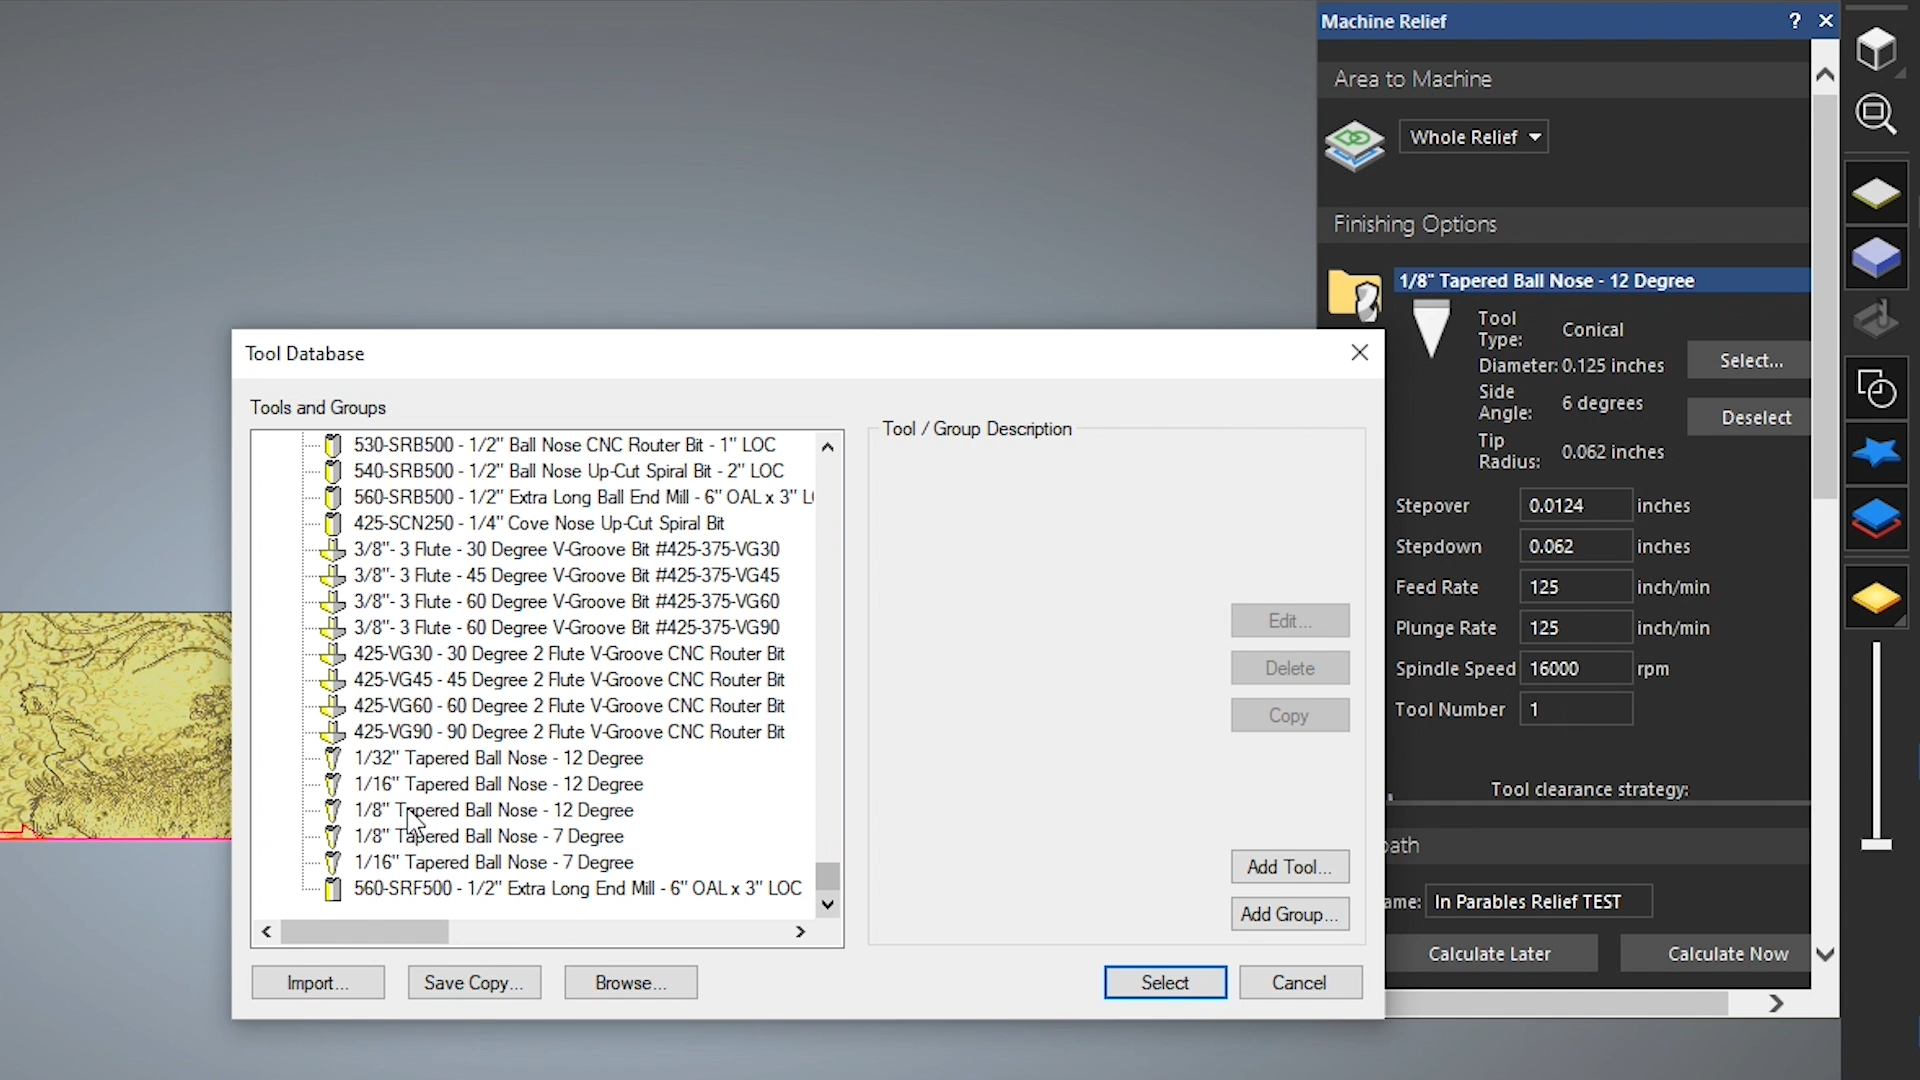 Machine Relief ? ×
Area to Machine
Whole Relief
Finishing Options
1/8" Tapered Ball Nose - 12 Degree
Tool Type: Conical
Diameter: 0.125 inches
Side Angle: 6 degrees
Tip Radius: 0.062 inches
Select...
Deselect
Stepover 0.0124 inches
Stepdown 0.062 inches
Feed Rate 125 inch/min
Plunge Rate 125 inch/min
Spindle Speed 16000 rpm
Tool Number 1
Tool clearance strategy:
path
ame: In Parables Relief TEST
Calculate Later Calculate Now
Tool Database
Tools and Groups
530-SRB500 - 1/2" Ball Nose CNC Router Bit - 1" LOC
540-SRB500 - 1/2" Ball Nose Up-Cut Spiral Bit - 2" LOC
560-SRB500 - 1/2" Extra Long Ball End Mill - 6" OAL x 3" L
425-SCN250 - 1/4" Cove Nose Up-Cut Spiral Bit
3/8"- 3 Flute - 30 Degree V-Groove Bit #425-375-VG30
3/8"- 3 Flute - 45 Degree V-Groove Bit #425-375-VG45
3/8"- 3 Flute - 60 Degree V-Groove Bit #425-375-VG60
3/8"- 3 Flute - 60 Degree V-Groove Bit #425-375-VG90
425-VG30 - 30 Degree 2 Flute V-Groove CNC Router Bit
425-VG45 - 45 Degree 2 Flute V-Groove CNC Router Bit
425-VG60 - 60 Degree 2 Flute V-Groove CNC Router Bit
425-VG90 - 90 Degree 2 Flute V-Groove CNC Router Bit
1/32" Tapered Ball Nose - 12 Degree
1/16" Tapered Ball Nose - 12 Degree
1/8" Tapered Ball Nose - 12 Degree
1/8" Tapered Ball Nose - 7 Degree
1/16" Tapered Ball Nose - 7 Degree
560-SRF500 - 1/2" Extra Long End Mill - 6" OAL x 3" LOC
Tool / Group Description
Edit...
Delete
Copy
Add Tool...
Add Group...
Import... Save Copy... Browse... Select Cancel